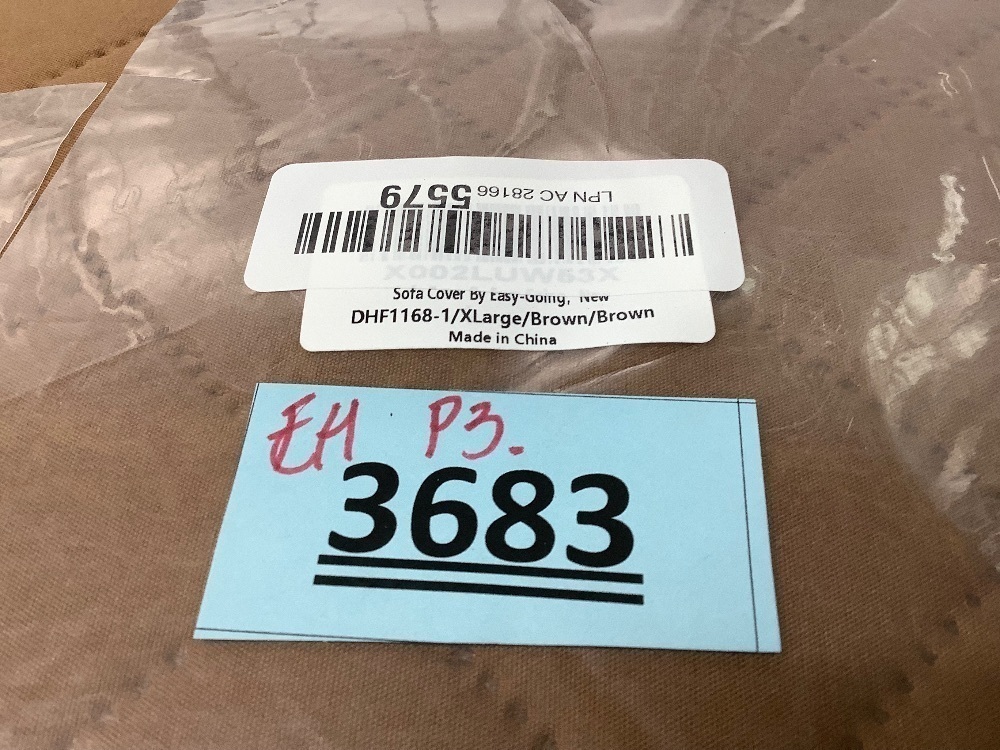 LPN AC 28166 5579
X002LUW53X
Sofa Cover By Easy-Going, New
DHF1168-1/XLarge/Brown/Brown
Made in China
EH P3.
3683